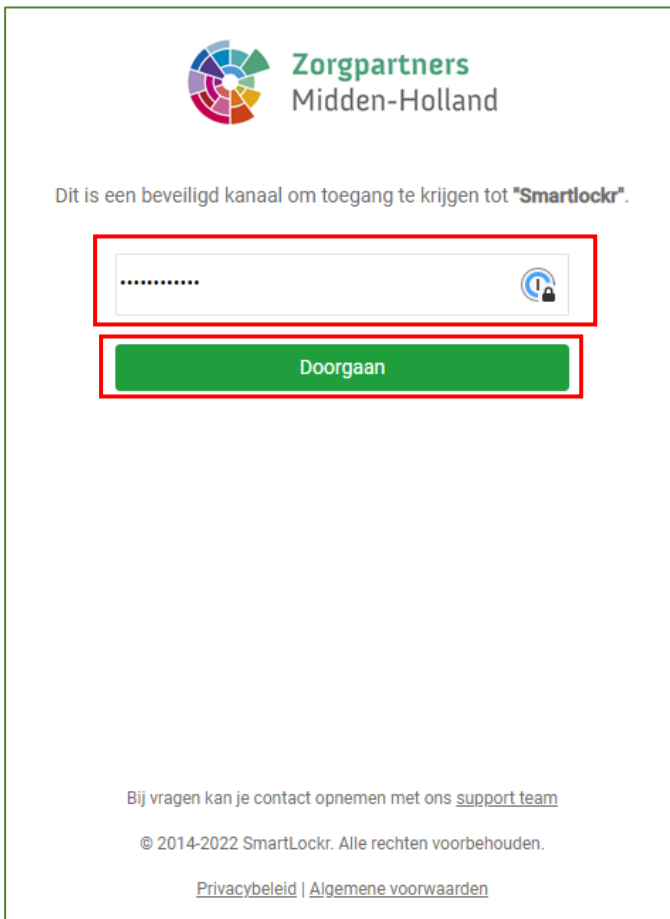 Zorgpartners
Midden-Holland
Dit is een beveiligd kanaal om toegang te krijgen tot "Smartlockr".
••••••••••••
Doorgaan
Bij vragen kan je contact opnemen met ons support team
© 2014-2022 SmartLockr. Alle rechten voorbehouden.
Privacybeleid | Algemene voorwaarden